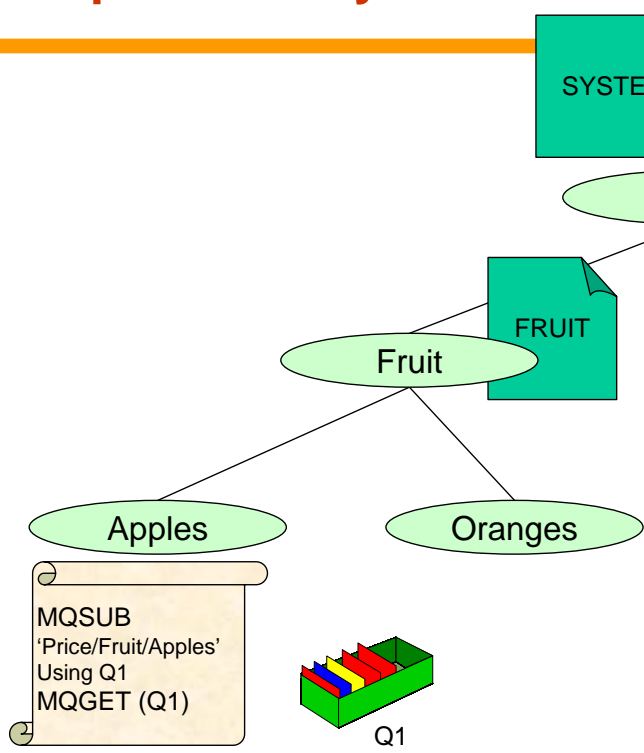 SYSTE
FRUIT
Fruit
Apples
Oranges
MQSUB
‘Price/Fruit/Apples’
Using Q1
MQGET (Q1)
Q1